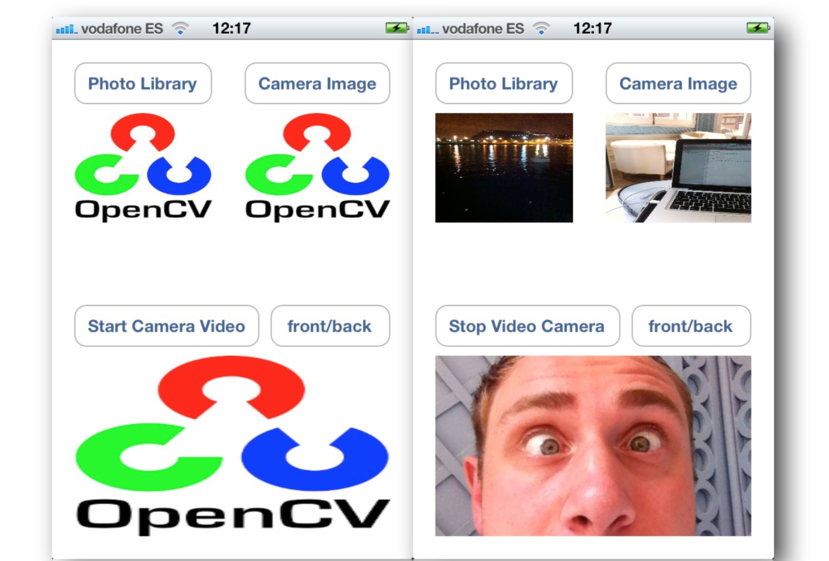 vodafone ES 12:17
Photo Library Camera Image
OpenCV OpenCV
Start Camera Video front/back
OpenCV
vodafone ES 12:17
Photo Library Camera Image
Stop Video Camera front/back